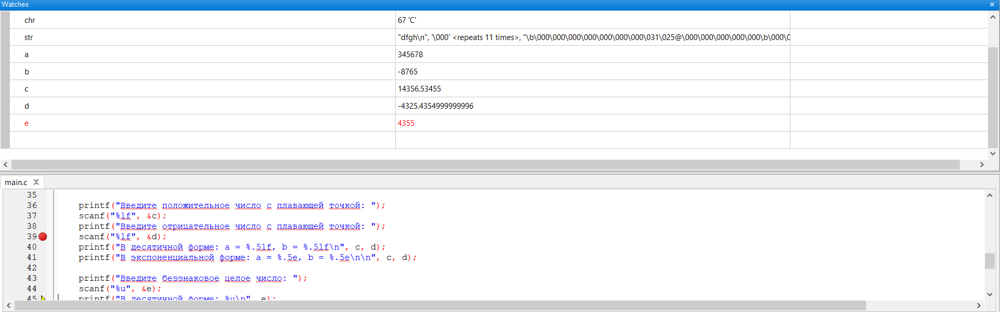 Watches
chr 67 'C'
str "dfgh\n", '\000' <repeats 11 times>, "\b\000\000\000\000\000\000\000\031\025@\000\000\000\000\000\b\000\0
a 345678
b -8765
c 14356.53455
d -4325.4354999999996
e 4355
main.c
35
36 printf("Введите положительное число с плавающей точкой: ");
37 scanf("%lf", &c);
38 printf("Введите отрицательное число с плавающей точкой: ");
39 scanf("%lf", &d);
40 printf("В десятичной форме: a = %.5lf, b = %.5lf\n", c, d);
41 printf("В экспоненциальной форме: a = %.5e, b = %.5e\n\n", c, d);
42
43 printf("Введите беззнаковое целое число: ");
44 scanf("%u", &e);
45 printf("В десятичной форме: %u\n", e);